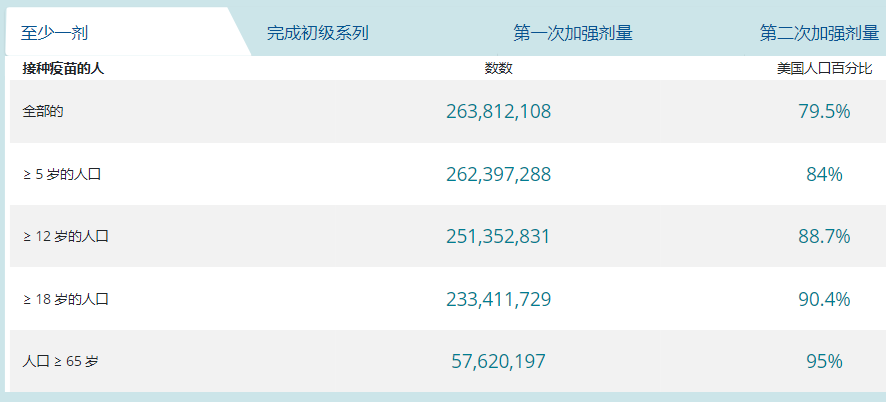 至少一剂 完成初级系列 第一次加强剂量 第二次加强剂量
接种疫苗的人 数数 美国人口百分比
全部的 263,812,108 79.5%
≥ 5 岁的人口 262,397,288 84%
≥ 12 岁的人口 251,352,831 88.7%
≥ 18 岁的人口 233,411,729 90.4%
人口 ≥ 65 岁 57,620,197 95%